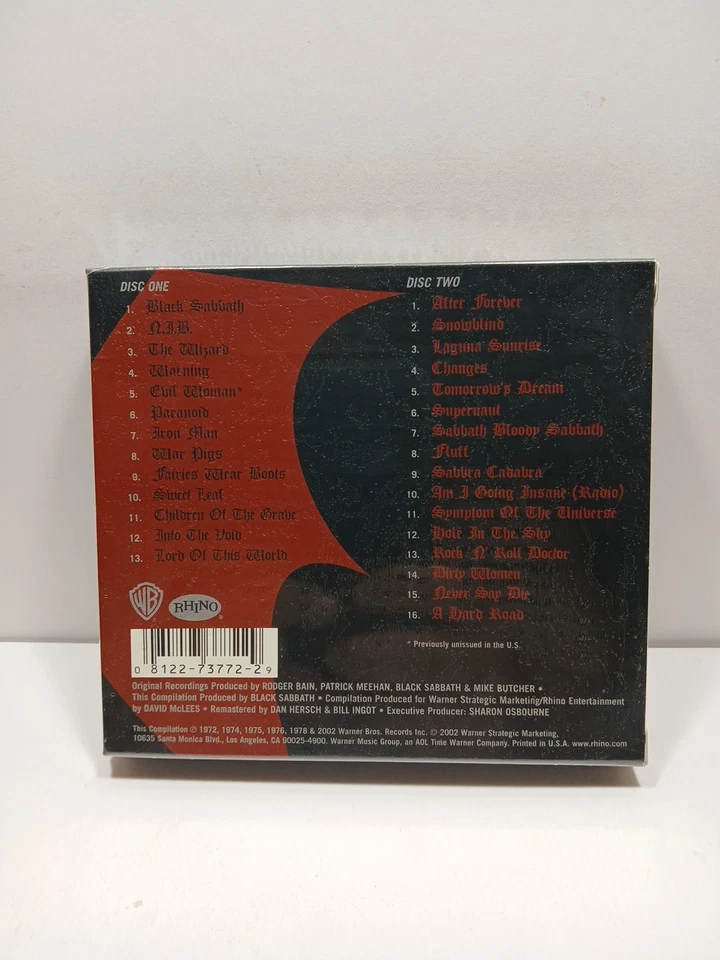 DISC ONE
1. Black Sabbath
2. N.I.B.
3. The Wizard
4. Warning
5. Evil Woman*
6. Paranoid
7. Iron Man
8. War Pigs
9. Fairies Wear Boots
10. Sweet Leaf
11. Children Of The Grave
12. Into The Void
13. Lord Of This World
DISC TWO
1. After Forever
2. Snowblind
3. Laguna Sunrise
4. Changes
5. Tomorrow's Dream
6. Supernaut
7. Sabbath Bloody Sabbath
8. Fluff
9. Sabbra Cadabra
10. Am I Going Insane (Radio)
11. Symptom Of The Universe
12. Hole In The Sky
13. Rock 'N' Roll Doctor
14. Dirty Women
15. Never Say Die
16. A Hard Road
* Previously unissued in the U.S.
WB
RHINO
0 8122-73772-2 9
Original Recordings Produced by RODGER BAIN, PATRICK MEEHAN, BLACK SABBATH & MIKE BUTCHER •
This Compilation Produced by BLACK SABBATH • Compilation Produced for Warner Strategic Marketing/Rhino Entertainment
by DAVID McLEES • Remastered by DAN HERSCH & BILL INGOT • Executive Producer: SHARON OSBOURNE
This Compilation ℗ 1972, 1974, 1975, 1976, 1978 & 2002 Warner Bros. Records Inc. © 2002 Warner Strategic Marketing,
10635 Santa Monica Blvd., Los Angeles, CA 90025-4900. Warner Music Group, an AOL Time Warner Company. Printed in U.S.A. www.rhino.com